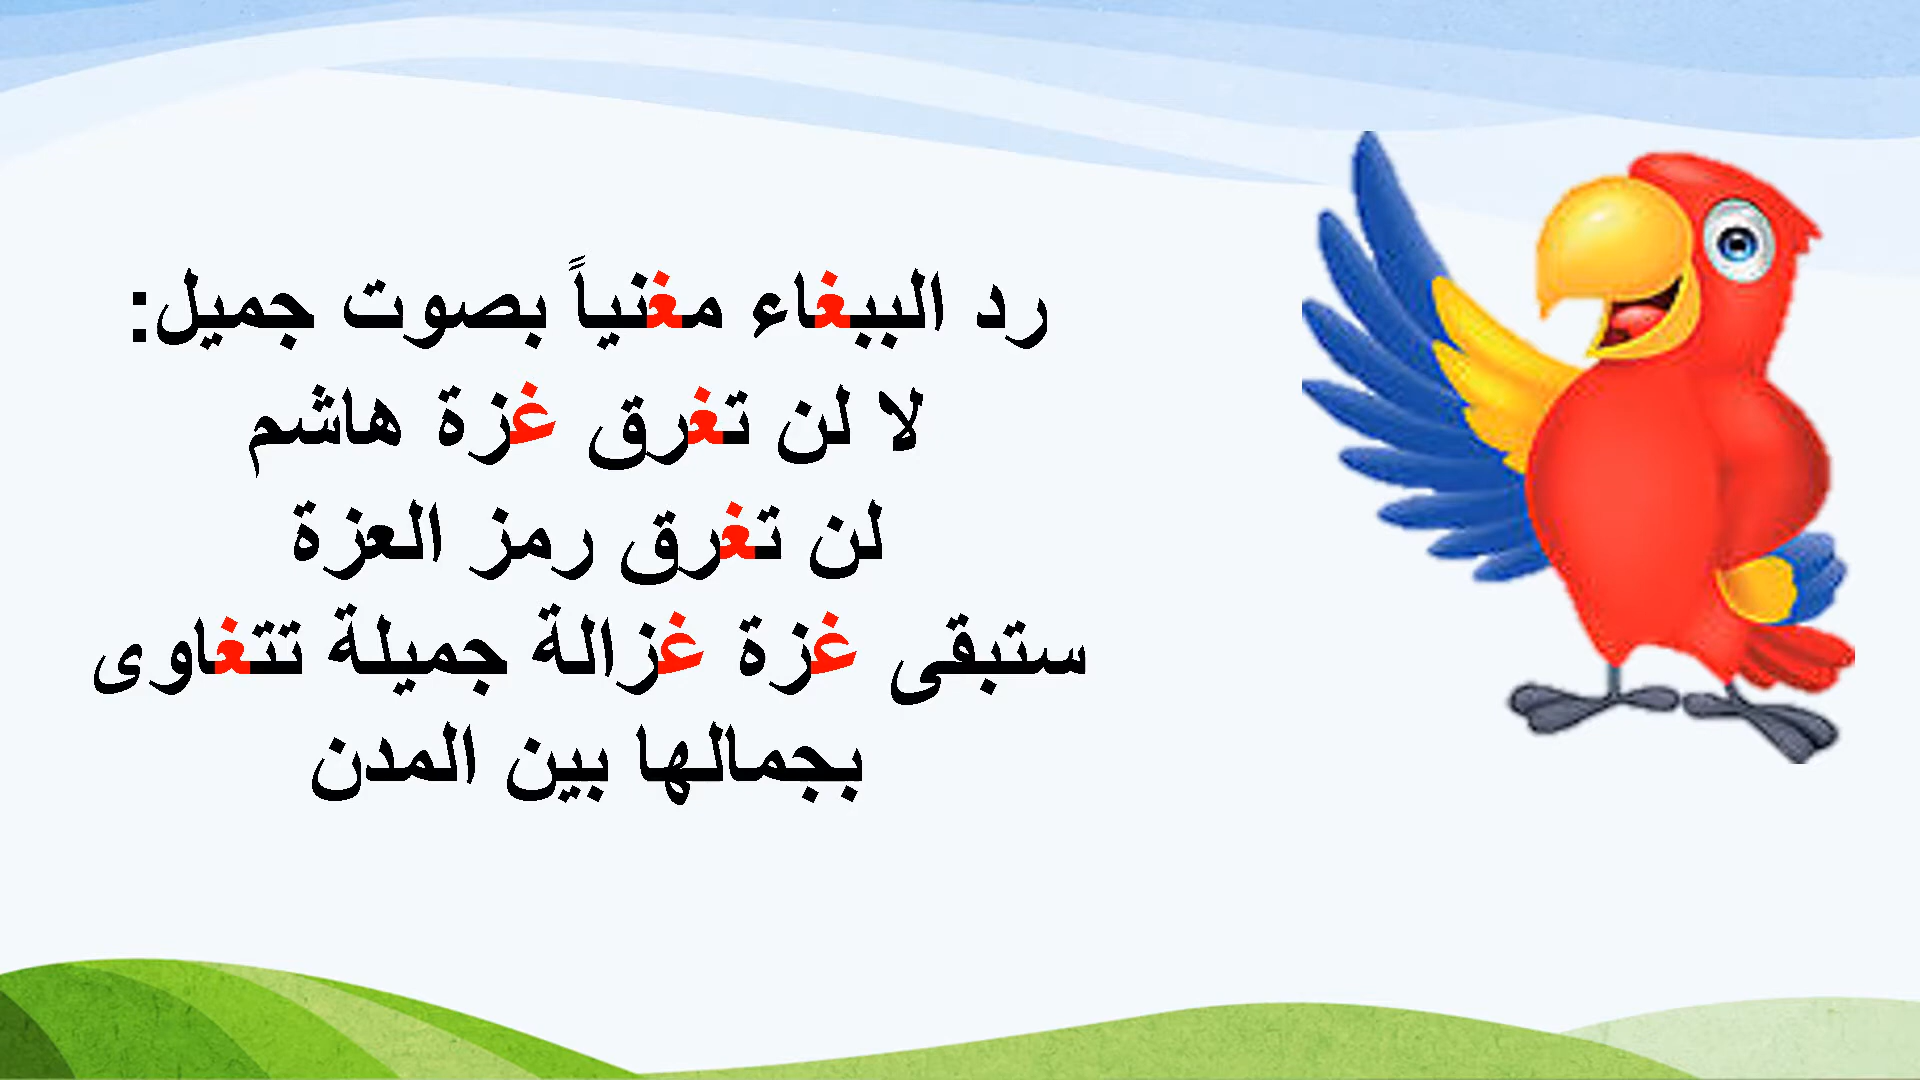 رد الببغاء مغنياً بصوت جميل:
لا لن تغرق غزة هاشم
لن تغرق رمز العزة
ستبقى غزة غزالة جميلة تتغاوى
بجمالها بين المدن